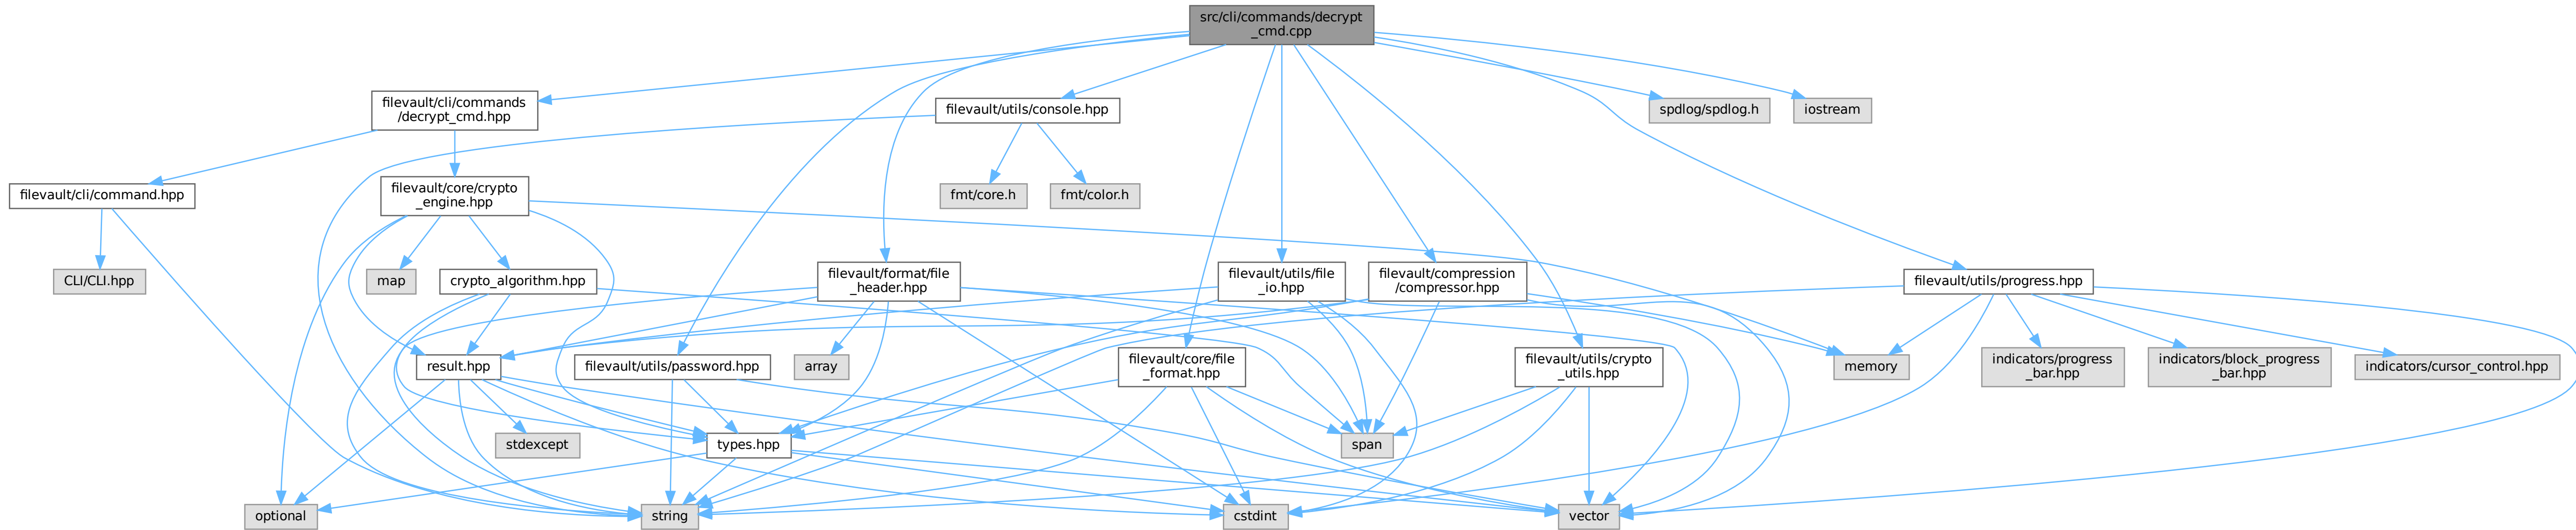 src/cli/commands/decrypt
_cmd.cpp
filevault/cli/commands
/decrypt_cmd.hpp
filevault/utils/console.hpp
spdlog/spdlog.h
iostream
filevault/cli/command.hpp
filevault/core/crypto
_engine.hpp
fmt/core.h
fmt/color.h
CLI/CLI.hpp
map
crypto_algorithm.hpp
filevault/format/file
_header.hpp
filevault/utils/file
_io.hpp
filevault/compression
/compressor.hpp
filevault/utils/progress.hpp
result.hpp
filevault/utils/password.hpp
array
filevault/core/file
_format.hpp
filevault/utils/crypto
_utils.hpp
memory
indicators/progress
_bar.hpp
indicators/block_progress
_bar.hpp
indicators/cursor_control.hpp
stdexcept
types.hpp
span
optional
string
cstdint
vector